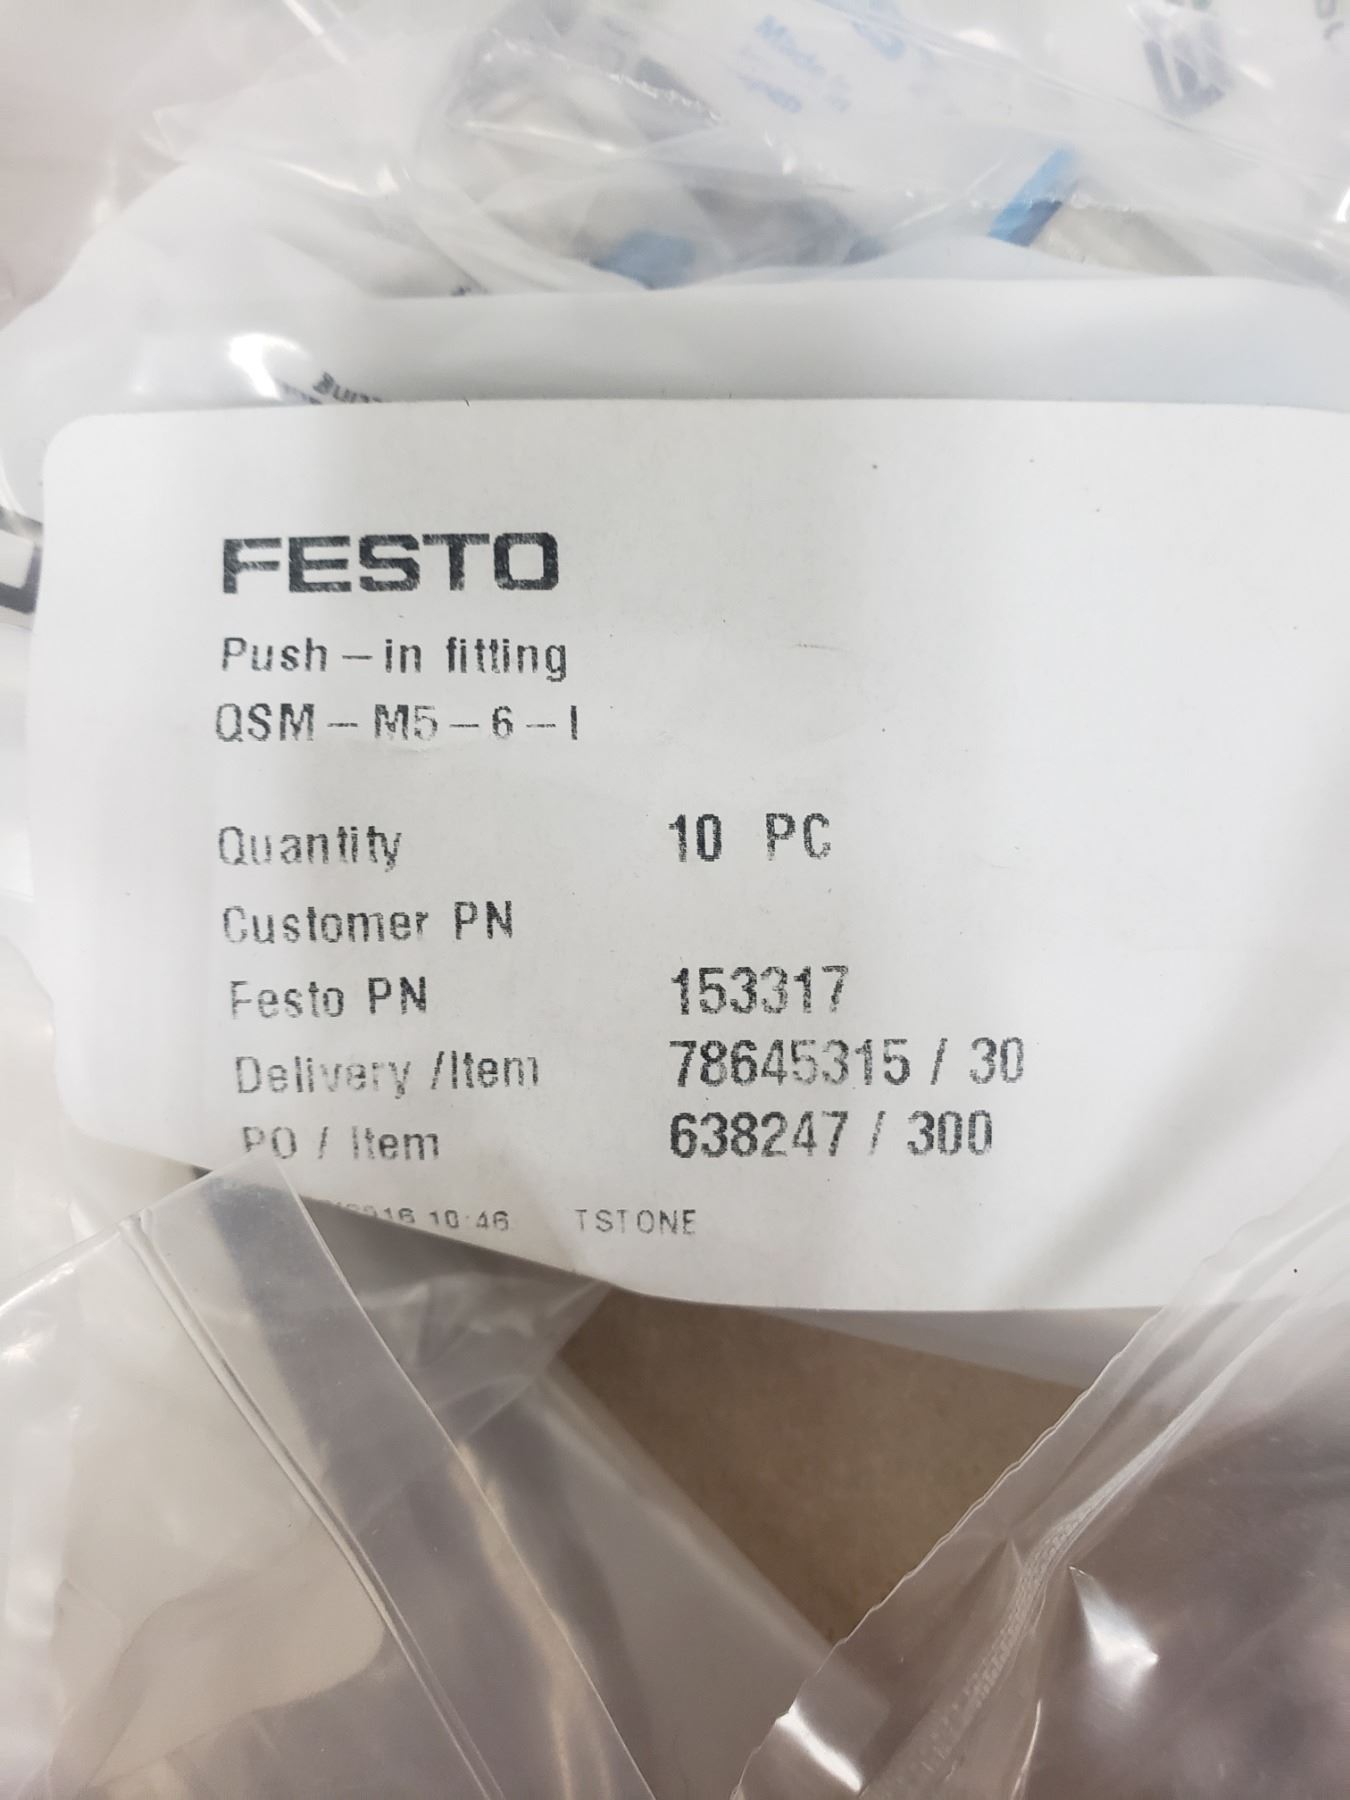 FESTO
Push-in fitting
QSM-M5-6-I
Quantity 10 PC
Customer PN
Festo PN 153317
Delivery /Item 78645315 / 30
PO / Item 638247 / 300
10:46 TSTONE